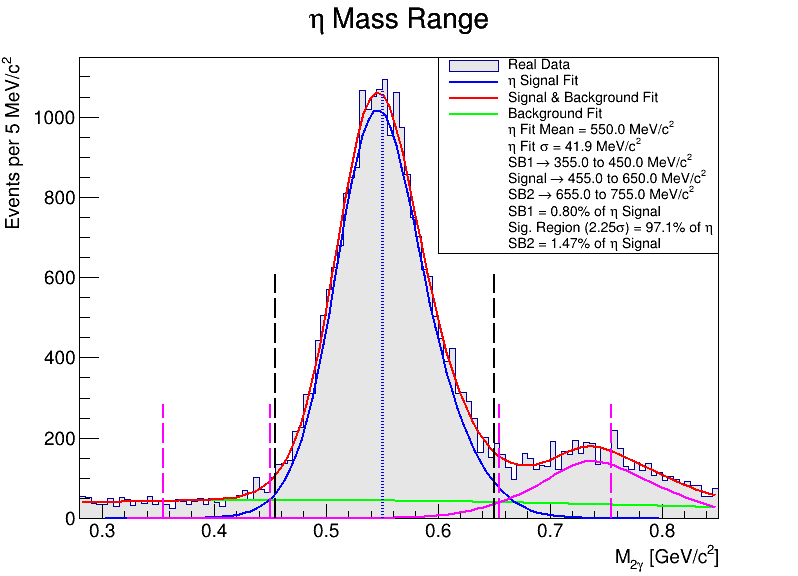 η Mass Range
Events per 5 MeV/c²
1000
800
600
400
200
0
Real Data
η Signal Fit
Signal & Background Fit
Background Fit
η Fit Mean = 550.0 MeV/c²
η Fit σ = 41.9 MeV/c²
SB1 → 355.0 to 450.0 MeV/c²
Signal → 455.0 to 650.0 MeV/c²
SB2 → 655.0 to 755.0 MeV/c²
SB1 = 0.80% of η Signal
Sig. Region (2.25σ) = 97.1% of η
SB2 = 1.47% of η Signal
0.3 0.4 0.5 0.6 0.7 0.8
M₂γ [GeV/c²]